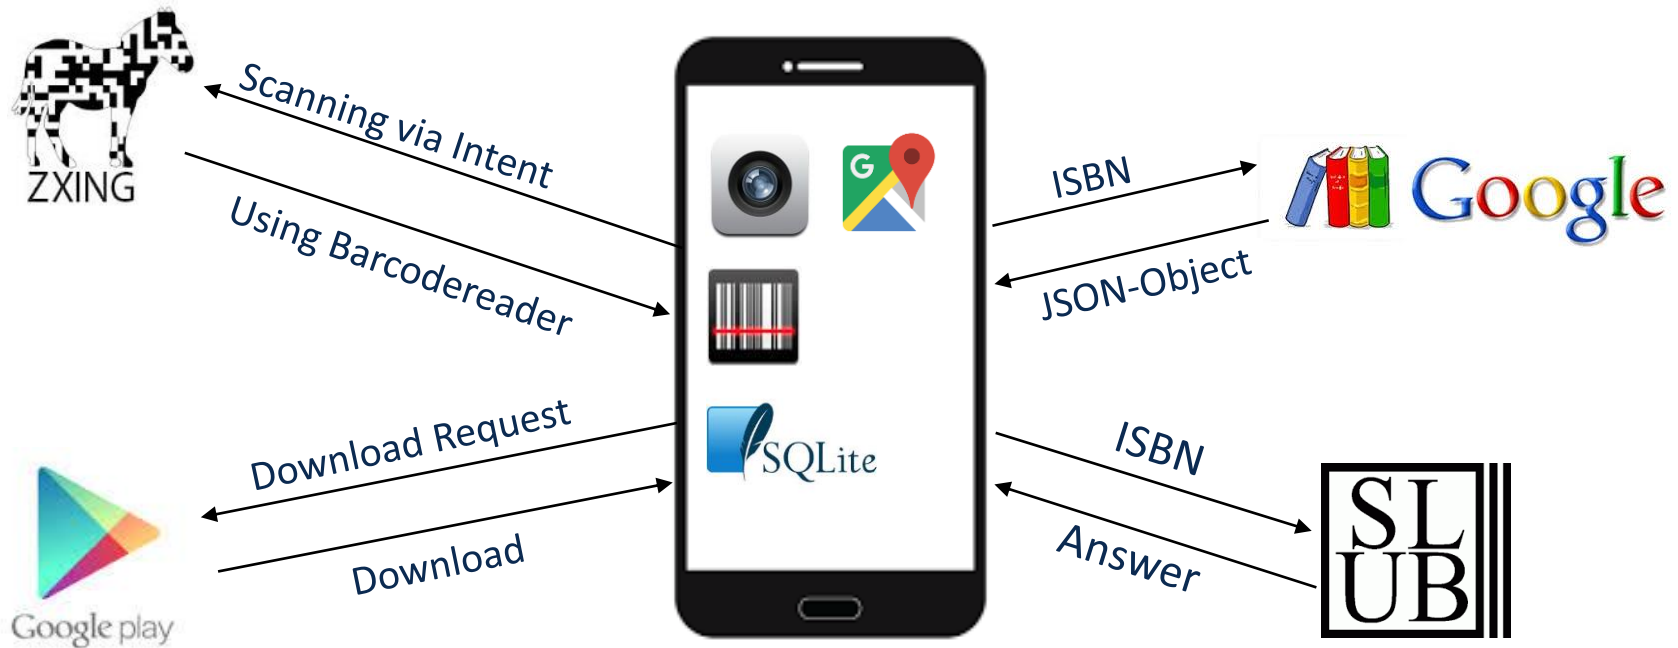 ZXING
Scanning via Intent
Using Barcodereader
Download Request
Download
Google play
G
SQLite
ISBN
JSON-Object
Google
ISBN
Answer
SL
UB